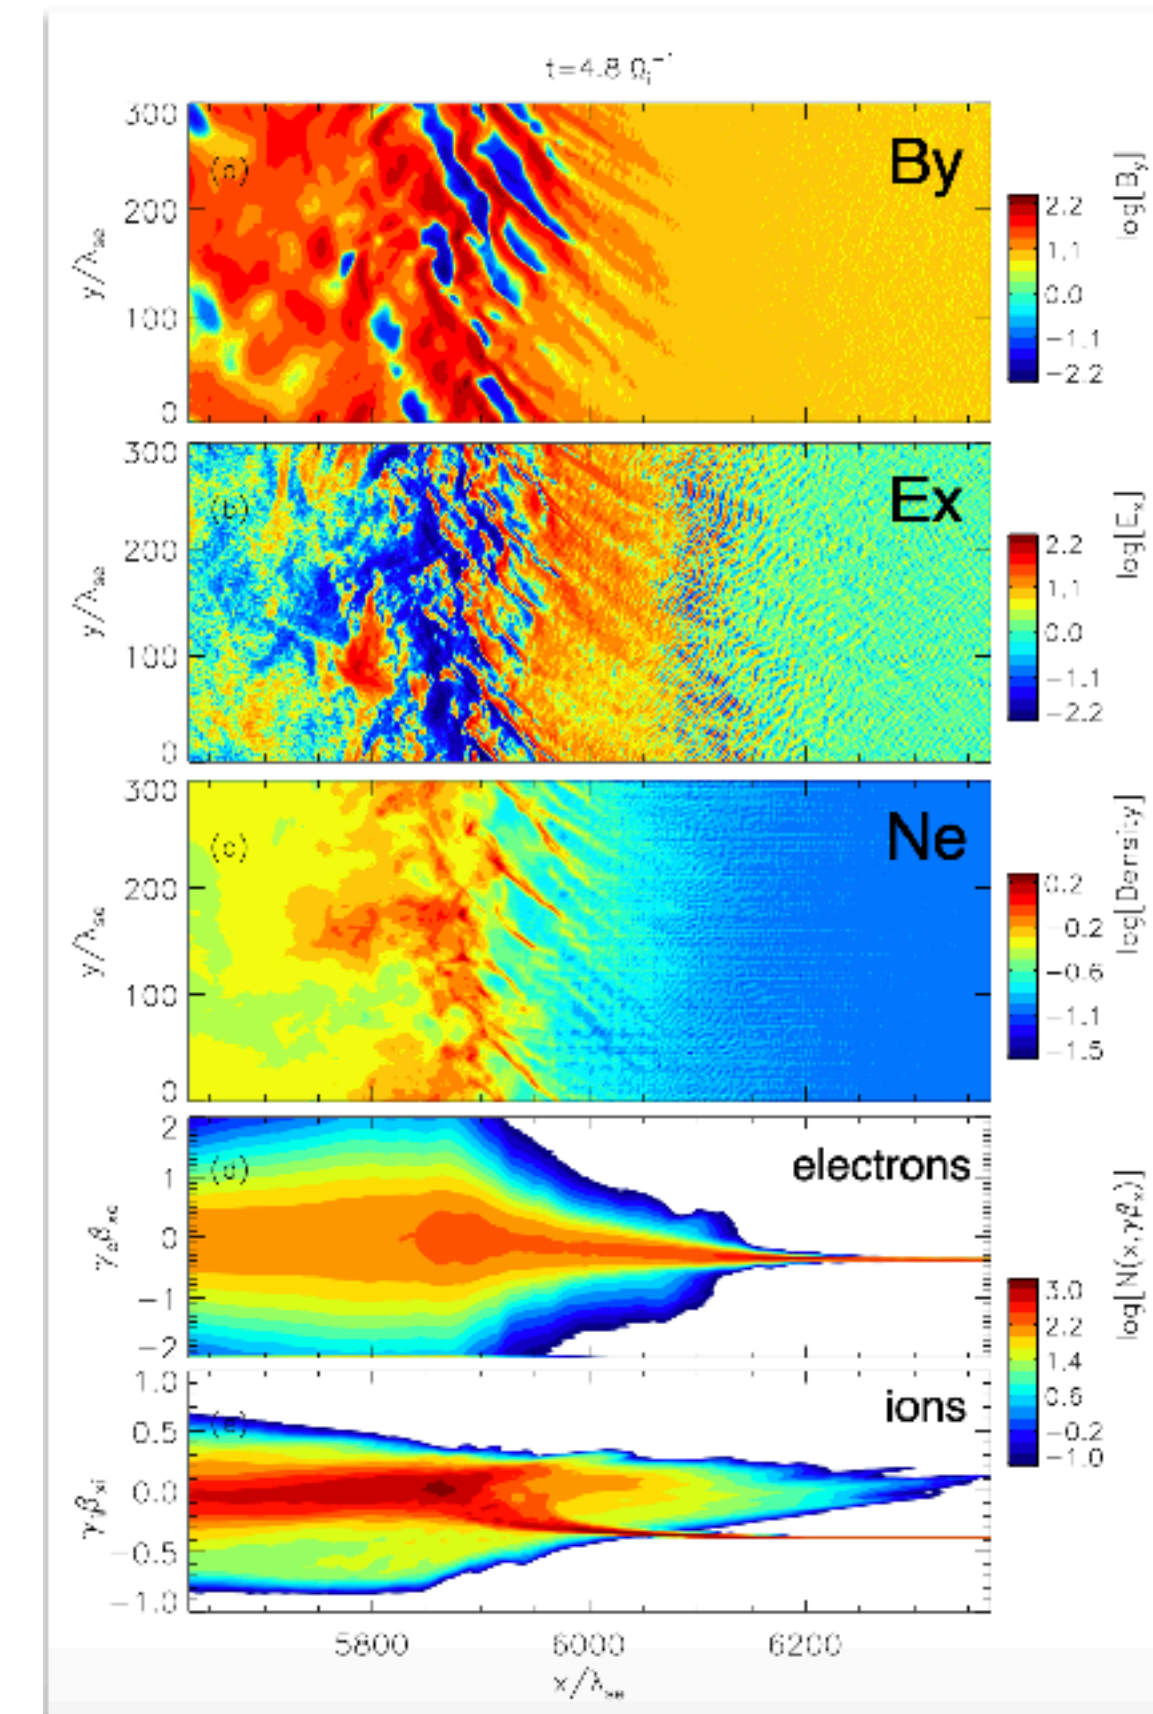 t=4.8 Ωᵢ⁻¹
300
200
100
0
y/λse
(a)
By
2.2
1.1
0.0
−1.1
−2.2
log[By]
300
200
100
0
y/λse
(b)
Ex
2.2
1.1
0.0
−1.1
−2.2
log[Ex]
300
200
100
0
y/λse
(c)
Ne
0.2
−0.2
−0.6
−1.1
−1.5
log[Density]
2
1
0
−1
−2
γeβxe
(d)
electrons
1.0
0.5
0.0
−0.5
−1.0
γiβxi
(e)
ions
3.0
2.2
1.4
0.6
−0.2
−1.0
log[N(x,γβx)]
5800
6000
6200
x/λse